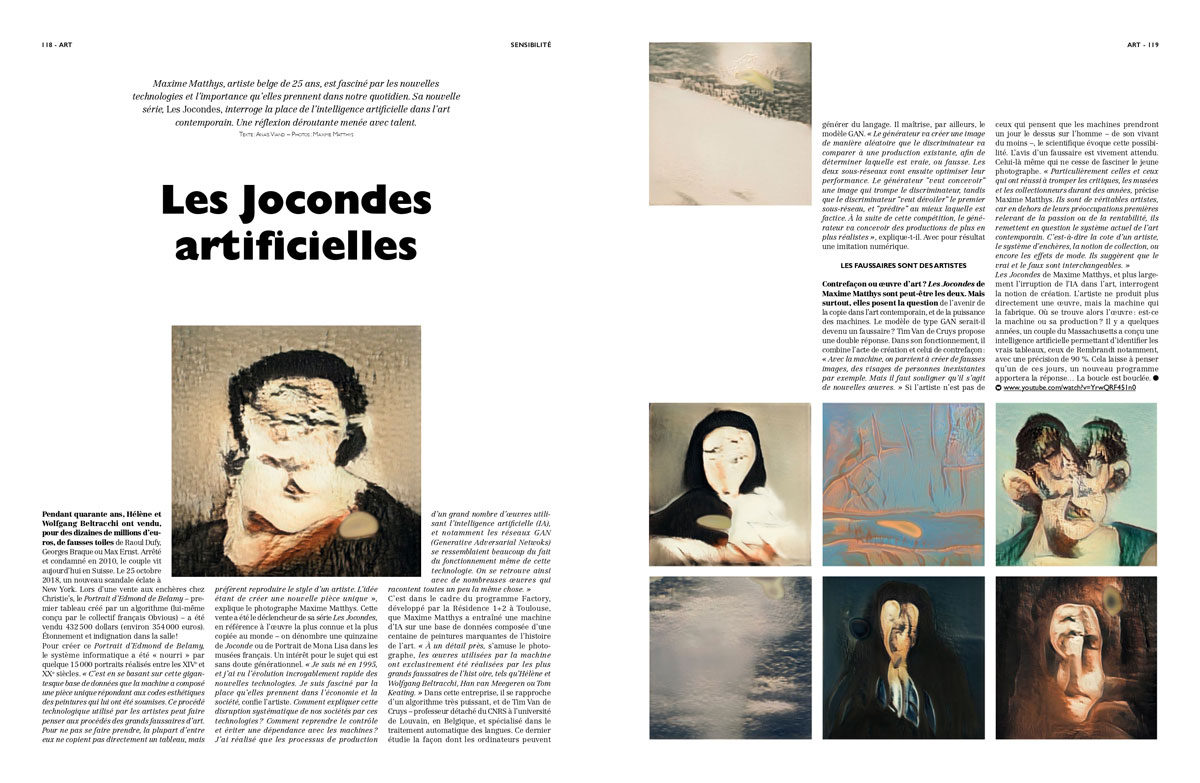 118 - ART
SENSIBILITÉ
Maxime Matthys, artiste belge de 25 ans, est fasciné par les nouvelles
technologies et l'importance qu'elles prennent dans notre quotidien. Sa nouvelle
série, Les Jocondes, interroge la place de l'intelligence artificielle dans l'art
contemporain. Une réflexion déroutante menée avec talent.
TEXTE: ANAÏS VIAND – PHOTOS: MAXIME MATTHYS
Les Jocondes
artificielles
Pendant quarante ans, Hélène et
Wolfgang Beltracchi ont vendu,
pour des dizaines de millions d'eu-
ros, de fausses toiles de Raoul Dufy,
Georges Braque ou Max Ernst. Arrêté
et condamné en 2010, le couple vit
aujourd'hui en Suisse. Le 25 octobre
2018, un nouveau scandale éclate à
New York. Lors d'une vente aux enchères chez
Christie's, le Portrait d'Edmond de Belamy – pre-
mier tableau créé par un algorithme (lui-même
conçu par le collectif français Obvious) – a été
vendu 432 500 dollars (environ 354 000 euros).
Étonnement et indignation dans la salle!
Pour créer ce Portrait d'Edmond de Belamy,
le système informatique a été « nourri » par
quelque 15 000 portraits réalisés entre les XIVᵉ et
XXᵉ siècles. « C'est en se basant sur cette gigan-
tesque base de données que la machine a composé
une pièce unique répondant aux codes esthétiques
des peintures qui lui ont été soumises. Ce procédé
technologique utilisé par les artistes peut faire
penser aux procédés des grands faussaires d'art.
Pour ne pas se faire prendre, la plupart d'entre
eux ne copient pas directement un tableau, mais
préfèrent reproduire le style d'un artiste. L'idée
étant de créer une nouvelle pièce unique »,
explique le photographe Maxime Matthys. Cette
vente a été le déclencheur de sa série Les Jocondes,
en référence à l'œuvre la plus connue et la plus
copiée au monde – on dénombre une quinzaine
de Joconde ou de Portrait de Mona Lisa dans les
musées français. Un intérêt pour le sujet qui est
sans doute générationnel. « Je suis né en 1995,
et j'ai vu l'évolution incroyablement rapide des
nouvelles technologies. Je suis fasciné par la
place qu'elles prennent dans l'économie et la
société, confie l'artiste. Comment expliquer cette
disruption systématique de nos sociétés par ces
technologies? Comment reprendre le contrôle
et éviter une dépendance avec les machines?
J'ai réalisé que les processus de production
d'un grand nombre d'œuvres utili-
sant l'intelligence artificielle (IA),
et notamment les réseaux GAN
(Generative Adversarial Netwoks)
se ressemblaient beaucoup du fait
du fonctionnement même de cette
technologie. On se retrouve ainsi
avec de nombreuses œuvres qui
racontent toutes un peu la même chose. »
C'est dans le cadre du programme Factory,
développé par la Résidence 1+2 à Toulouse,
que Maxime Matthys a entraîné une machine
d'IA sur une base de données composée d'une
centaine de peintures marquantes de l'histoire
de l'art. « À un détail près, s'amuse le photo-
graphe, les œuvres utilisées par la machine
ont exclusivement été réalisées par les plus
grands faussaires de l'hist oire, tels qu'Hélène et
Wolfgang Beltracchi, Han van Meegeren ou Tom
Keating. » Dans cette entreprise, il se rapproche
d'un algorithme très puissant, et de Tim Van de
Cruys – professeur détaché du CNRS à l'université
de Louvain, en Belgique, et spécialisé dans le
traitement automatique des langues. Ce dernier
étudie la façon dont les ordinateurs peuvent
ART - 119
générer du langage. Il maîtrise, par ailleurs, le
modèle GAN. « Le générateur va créer une image
de manière aléatoire que le discriminateur va
comparer à une production existante, afin de
déterminer laquelle est vraie, ou fausse. Les
deux sous-réseaux vont ensuite optimiser leur
performance. Le générateur "veut concevoir"
une image qui trompe le discriminateur, tandis
que le discriminateur "veut dévoiler" le premier
sous-réseau, et "prédire" au mieux laquelle est
factice. À la suite de cette compétition, le géné-
rateur va concevoir des productions de plus en
plus réalistes », explique-t-il. Avec pour résultat
une imitation numérique.
LES FAUSSAIRES SONT DES ARTISTES
Contrefaçon ou œuvre d'art? Les Jocondes de
Maxime Matthys sont peut-être les deux. Mais
surtout, elles posent la question de l'avenir de
la copie dans l'art contemporain, et de la puissance
des machines. Le modèle de type GAN serait-il
devenu un faussaire? Tim Van de Cruys propose
une double réponse. Dans son fonctionnement, il
combine l'acte de création et celui de contrefaçon:
« Avec la machine, on parvient à créer de fausses
images, des visages de personnes inexistantes
par exemple. Mais il faut souligner qu'il s'agit
de nouvelles œuvres. » Si l'artiste n'est pas de
ceux qui pensent que les machines prendront
un jour le dessus sur l'homme – de son vivant
du moins –, le scientifique évoque cette possibi-
lité. L'avis d'un faussaire est vivement attendu.
Celui-là même qui ne cesse de fasciner le jeune
photographe. « Particulièrement celles et ceux
qui ont réussi à tromper les critiques, les musées
et les collectionneurs durant des années, précise
Maxime Matthys. Ils sont de véritables artistes,
car en dehors de leurs préoccupations premières
relevant de la passion ou de la rentabilité, ils
remettent en question le système actuel de l'art
contemporain. C'est-à-dire la cote d'un artiste,
le système d'enchères, la notion de collection, ou
encore les effets de mode. Ils suggèrent que le
vrai et le faux sont interchangeables. »
Les Jocondes de Maxime Matthys, et plus large-
ment l'irruption de l'IA dans l'art, interrogent
la notion de création. L'artiste ne produit plus
directement une œuvre, mais la machine qui
la fabrique. Où se trouve alors l'œuvre: est-ce
la machine ou sa production? Il y a quelques
années, un couple du Massachusetts a conçu une
intelligence artificielle permettant d'identifier les
vrais tableaux, ceux de Rembrandt notamment,
avec une précision de 90 %. Cela laisse à penser
qu'un de ces jours, un nouveau programme
apportera la réponse... La boucle est bouclée. ●
www.youtube.com/watch?v=YrwQRF451n0